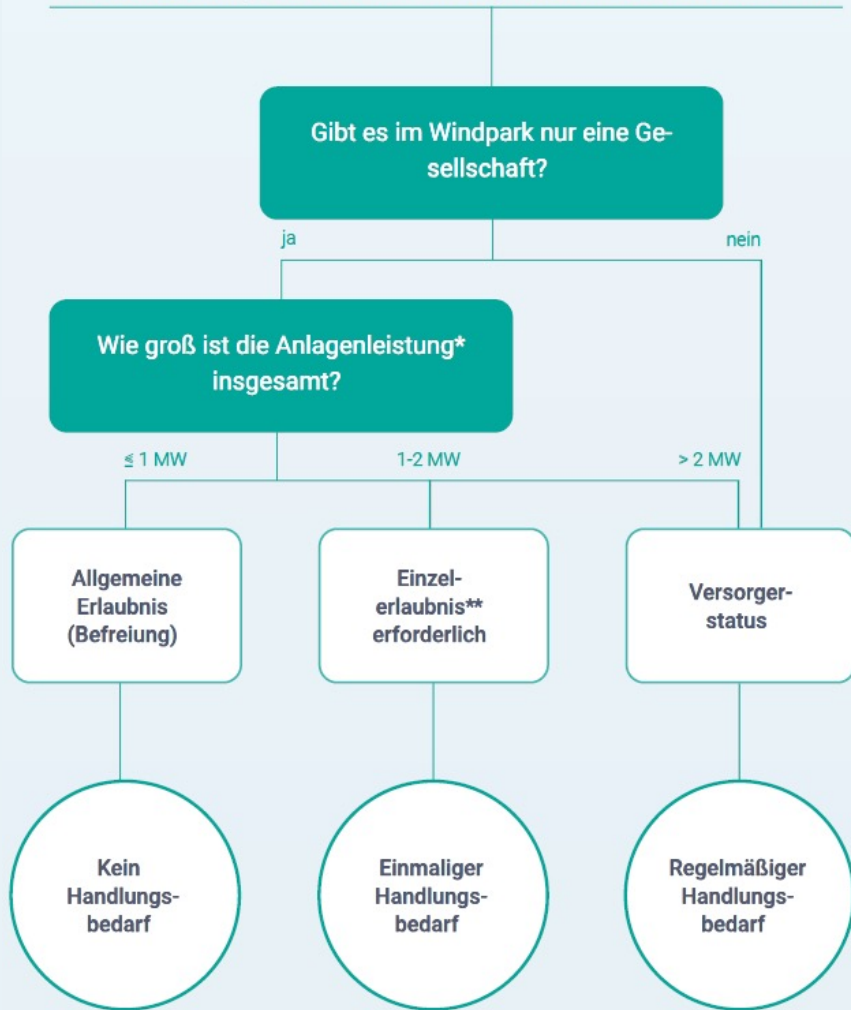 Gibt es im Windpark nur eine Ge-
sellschaft?
ja
nein
Wie groß ist die Anlagenleistung*
insgesamt?
≦ 1 MW
1-2 MW
> 2 MW
Allgemeine
Erlaubnis
(Befreiung)
Einzel-
erlaubnis**
erforderlich
Versorger-
status
Kein
Handlungs-
bedarf
Einmaliger
Handlungs-
bedarf
Regelmäßiger
Handlungs-
bedarf